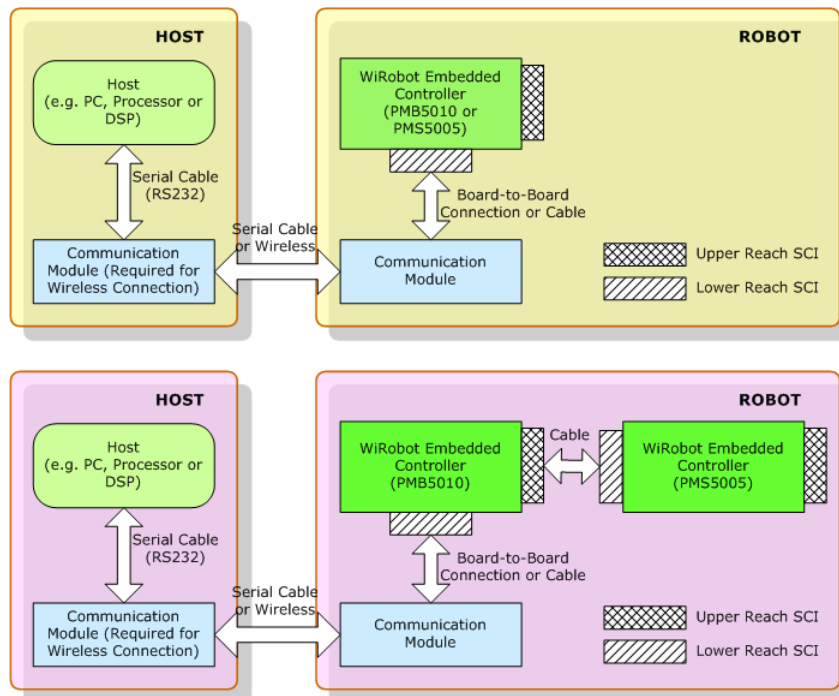 HOST
Host
(e.g. PC, Processor or
DSP)
Serial Cable
(RS232)
Communication
Module (Required for
Wireless Connection)
Serial Cable
or Wireless
ROBOT
WiRobot Embedded
Controller
(PMB5010 or
PMS5005)
Board-to-Board
Connection or Cable
Communication
Module
Upper Reach SCI
Lower Reach SCI
HOST
Host
(e.g. PC, Processor or
DSP)
Serial Cable
(RS232)
Communication
Module (Required for
Wireless Connection)
Serial Cable
or Wireless
ROBOT
WiRobot Embedded
Controller
(PMB5010)
Cable
WiRobot Embedded
Controller
(PMS5005)
Board-to-Board
Connection or Cable
Communication
Module
Upper Reach SCI
Lower Reach SCI